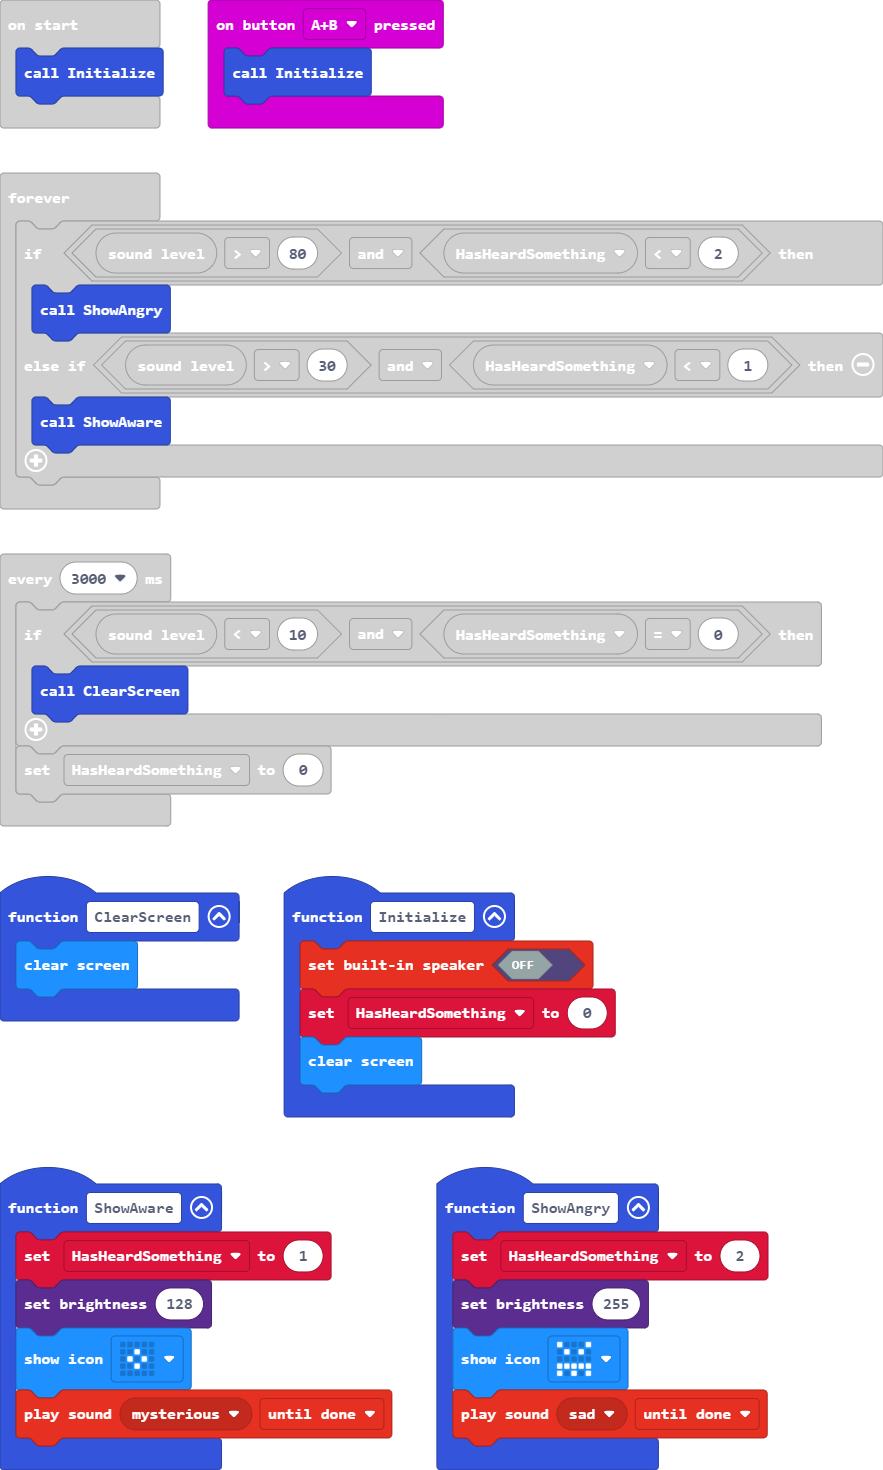 on start
call Initialize
on button A+B pressed
call Initialize
forever
if sound level > 80 and HasHeardSomething < 2 then
call ShowAngry
else if sound level > 30 and HasHeardSomething < 1 then
call ShowAware
every 3000 ms
if sound level < 10 and HasHeardSomething = 0 then
call ClearScreen
set HasHeardSomething to 0
function ClearScreen
clear screen
function Initialize
set built-in speaker OFF
set HasHeardSomething to 0
clear screen
function ShowAware
set HasHeardSomething to 1
set brightness 128
show icon
play sound mysterious until done
function ShowAngry
set HasHeardSomething to 2
set brightness 255
show icon
play sound sad until done